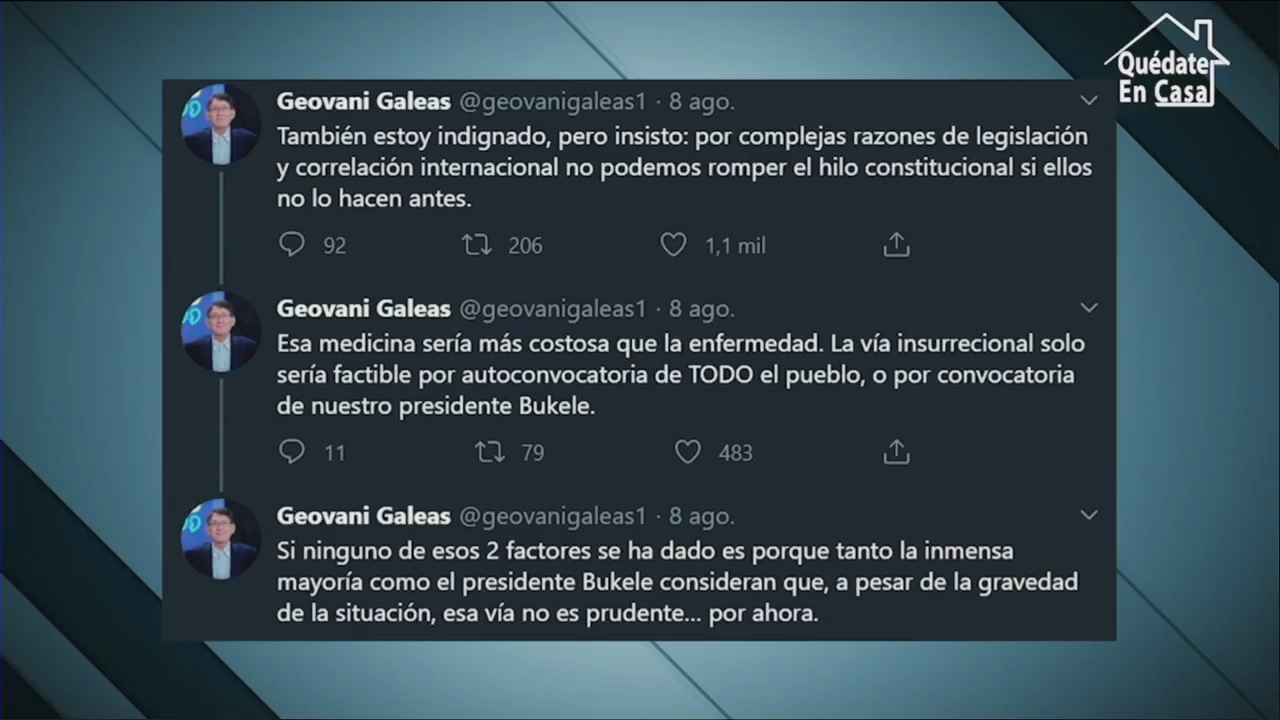 Quédate
En Casa
Geovani Galeas @geovanigaleas1 · 8 ago.
También estoy indignado, pero insisto: por complejas razones de legislación
y correlación internacional no podemos romper el hilo constitucional si ellos
no lo hacen antes.
92 206 1,1 mil
Geovani Galeas @geovanigaleas1 · 8 ago.
Esa medicina sería más costosa que la enfermedad. La vía insurrecional solo
sería factible por autoconvocatoria de TODO el pueblo, o por convocatoria
de nuestro presidente Bukele.
11 79 483
Geovani Galeas @geovanigaleas1 · 8 ago.
Si ninguno de esos 2 factores se ha dado es porque tanto la inmensa
mayoría como el presidente Bukele consideran que, a pesar de la gravedad
de la situación, esa vía no es prudente... por ahora.